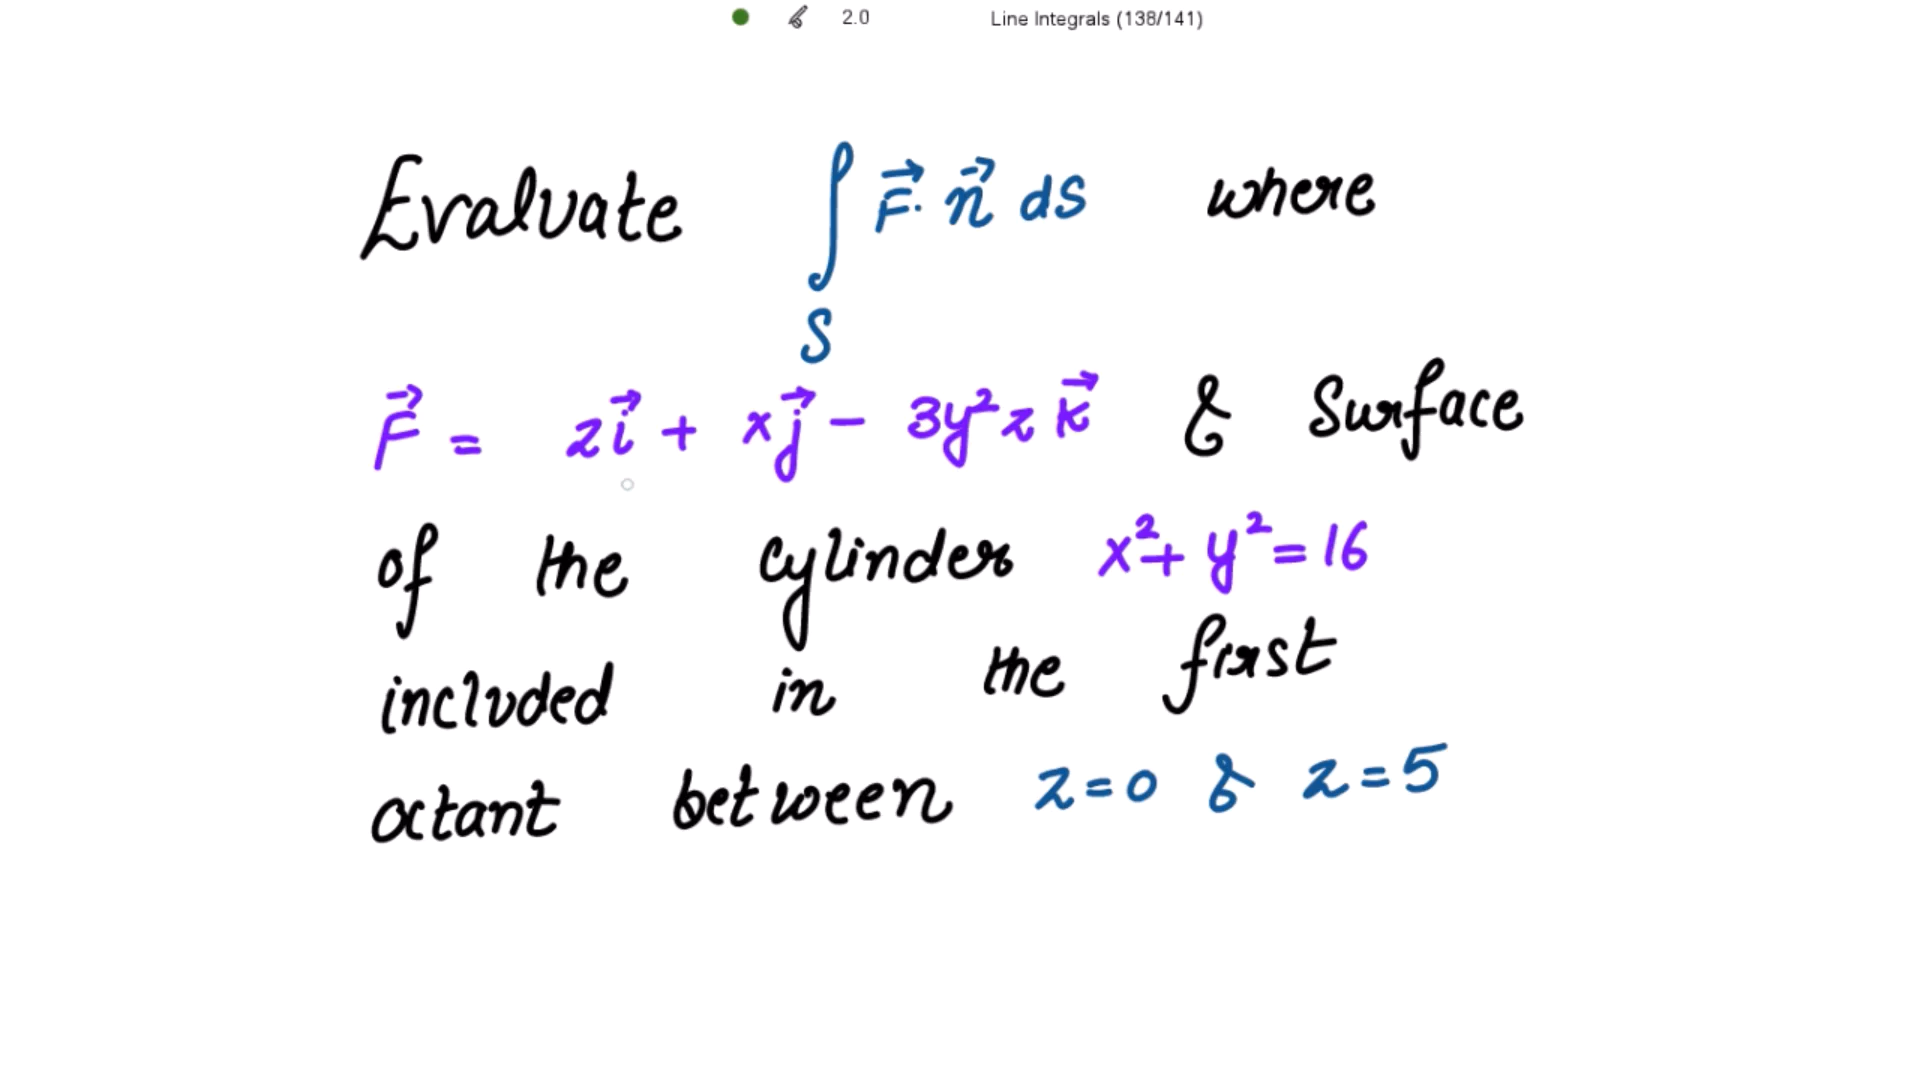 2.0 Line Integrals (138/141)
Evaluate ∫ F⃗. n⃗ dS where
S
F⃗ = zi⃗ + xj⃗ − 3y²zk⃗ & Surface
of the cylinder x²+ y²=16
included in the first
octant between z=0 & z=5